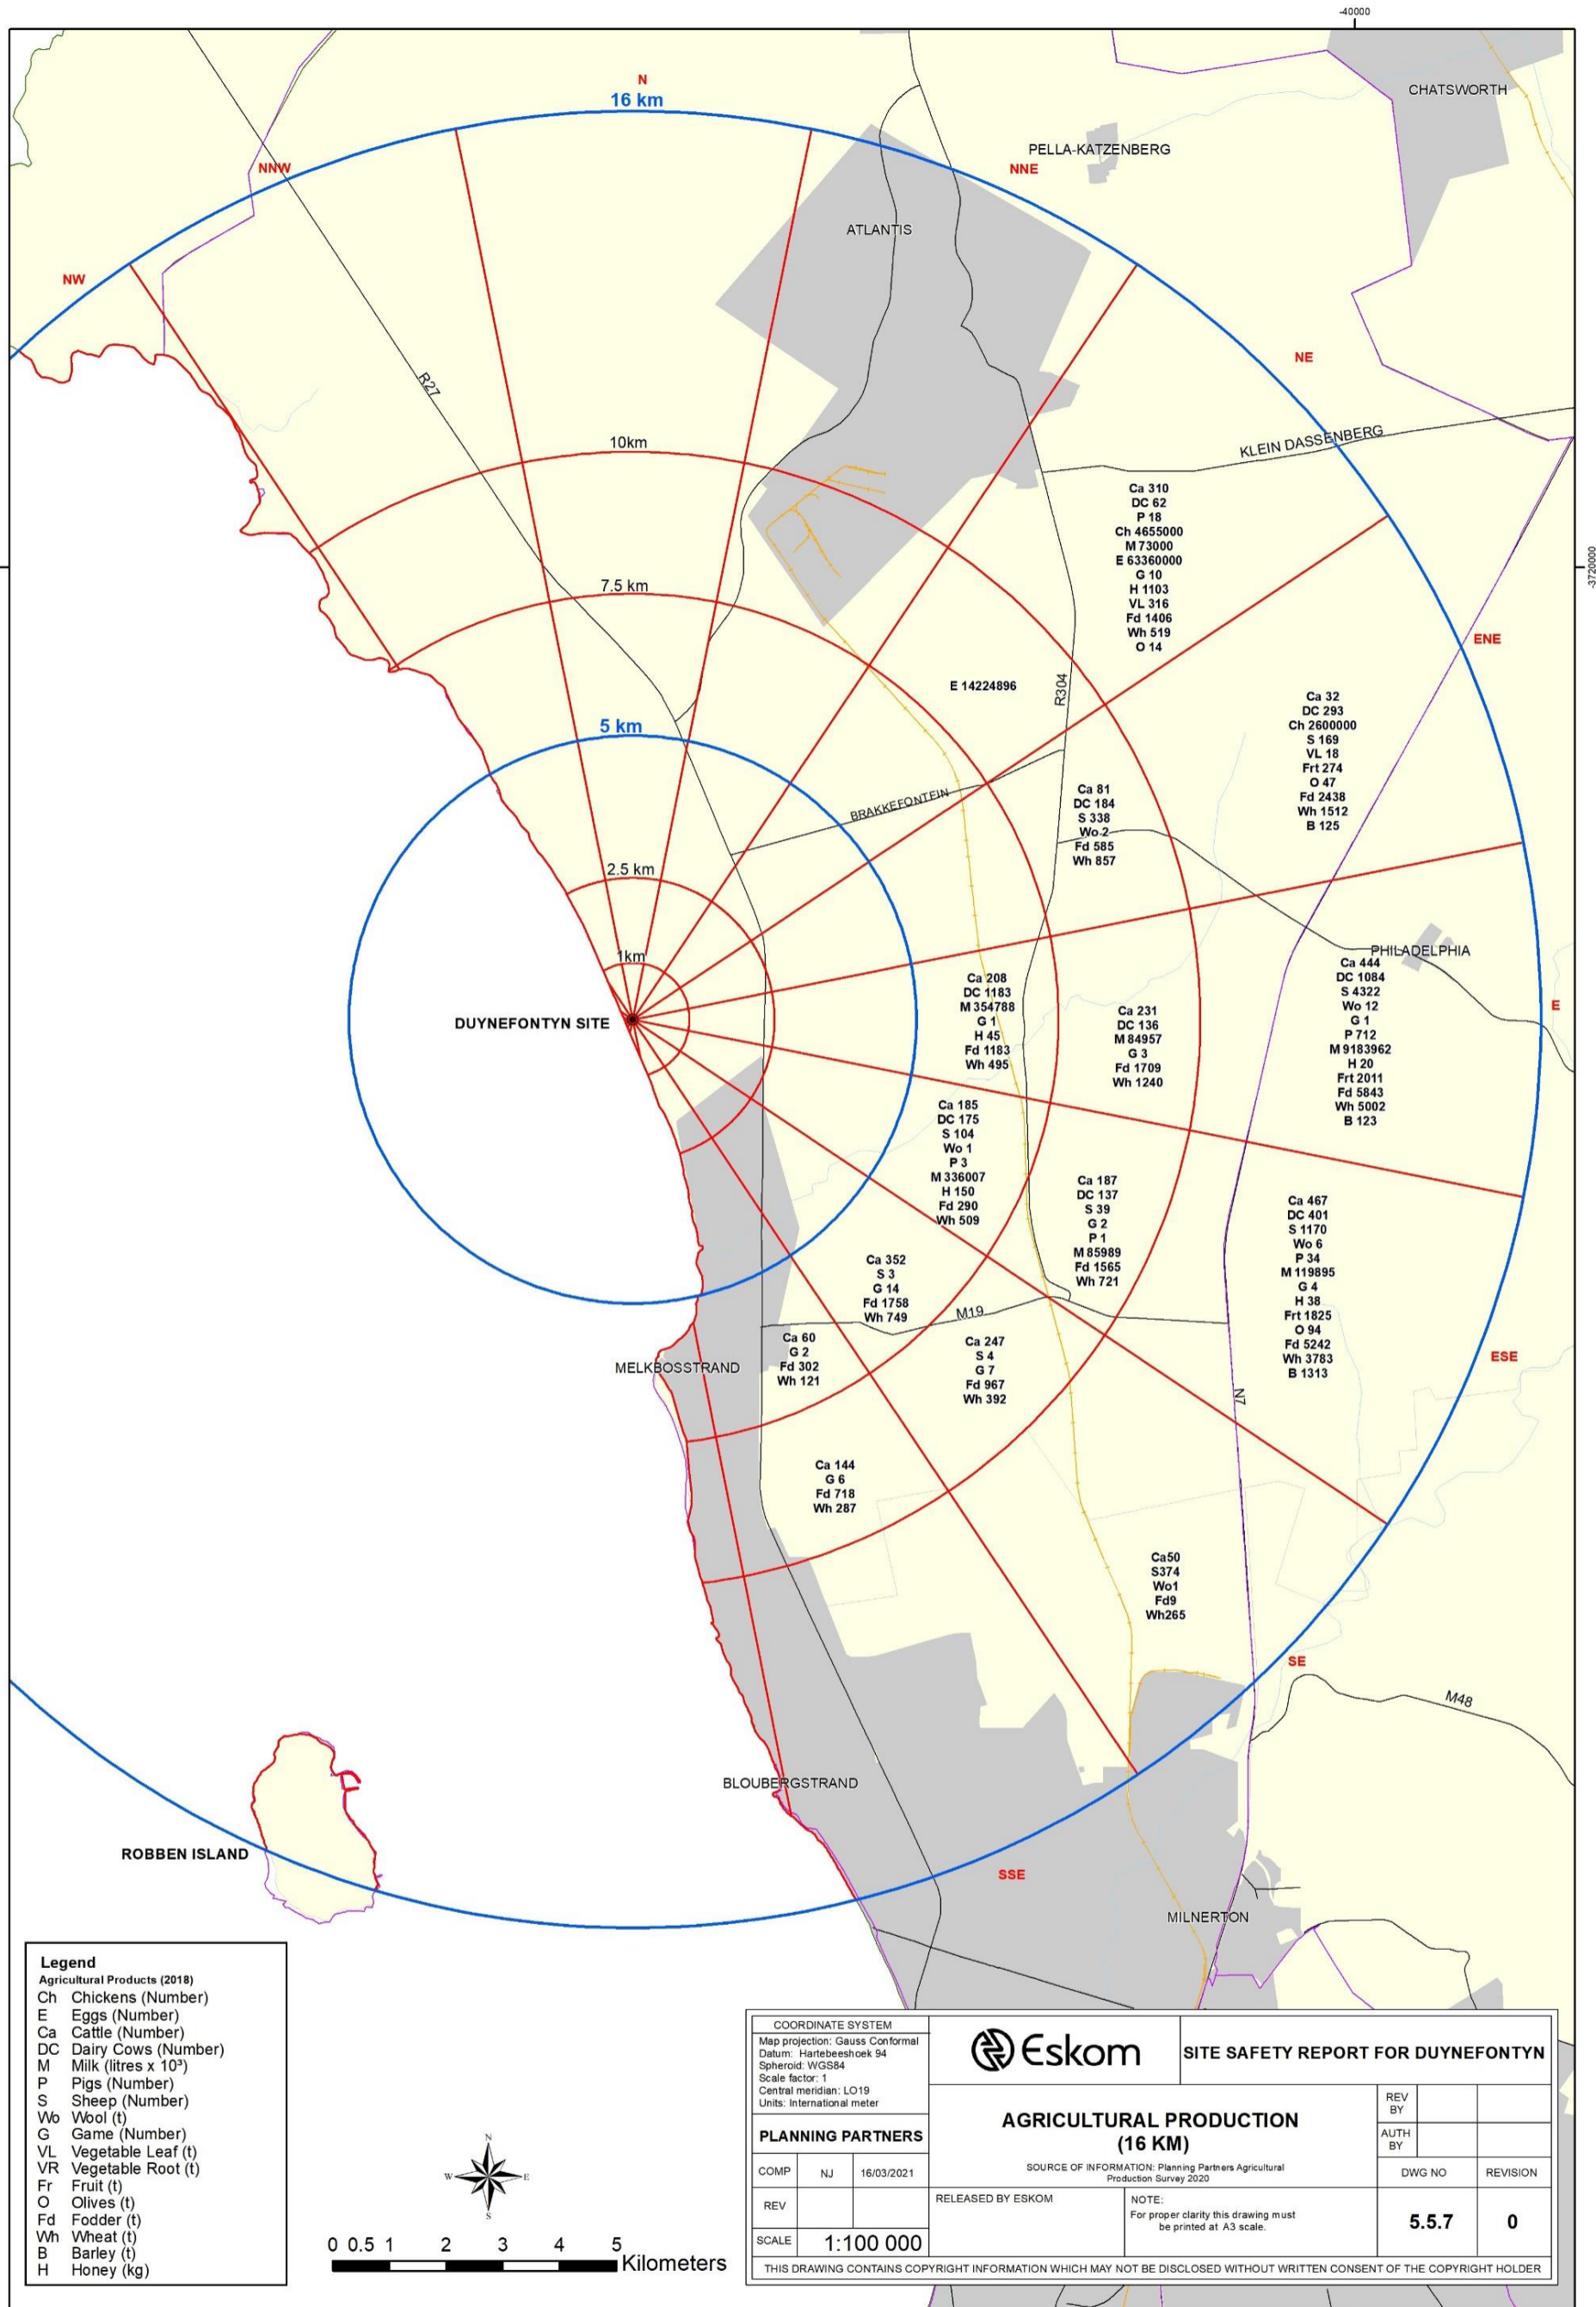 -40000
N
16 km
CHATSWORTH
PELLA-KATZENBERG
NNW
NNE
ATLANTIS
NW
NE
R27
10km
KLEIN DASSENBERG
Ca 310
DC 62
P 18
Ch 4655000
M 73000
E 63360000
G 10
H 1103
VL 316
Fd 1406
Wh 519
O 14
-3720000
7.5 km
ENE
E 14224896
R304
Ca 32
DC 293
Ch 2600000
S 169
VL 18
Frt 274
O 47
Fd 2438
Wh 1512
B 125
5 km
BRAKKEFONTEIN
Ca 81
DC 184
S 338
Wo 2
Fd 585
Wh 857
2.5 km
1km
PHILADELPHIA
Ca 444
DC 1084
S 4322
Wo 12
G 1
P 712
M 9183962
H 20
Frt 2011
Fd 5843
Wh 5002
B 123
E
DUYNEFONTYN SITE
Ca 208
DC 1183
M 354788
G 1
H 45
Fd 1183
Wh 495
Ca 231
DC 136
M 84957
G 3
Fd 1709
Wh 1240
Ca 185
DC 175
S 104
Wo 1
P 3
M 336007
H 150
Fd 290
Wh 509
Ca 187
DC 137
S 39
G 2
P 1
M 85989
Fd 1565
Wh 721
Ca 467
DC 401
S 1170
Wo 6
P 34
M 119895
G 4
H 38
Frt 1825
O 94
Fd 5242
Wh 3783
B 1313
ESE
Ca 352
S 3
G 14
Fd 1758
Wh 749
M19
MELKBOSSTRAND
Ca 60
G 2
Fd 302
Wh 121
Ca 247
S 4
G 7
Fd 967
Wh 392
N7
Ca 144
G 6
Fd 718
Wh 287
Ca50
S374
Wo1
Fd9
Wh265
SE
M48
BLOUBERGSTRAND
ROBBEN ISLAND
SSE
MILNERTON
Legend
Agricultural Products (2018)
Ch Chickens (Number)
E Eggs (Number)
Ca Cattle (Number)
DC Dairy Cows (Number)
M Milk (litres x 10³)
P Pigs (Number)
S Sheep (Number)
Wo Wool (t)
G Game (Number)
VL Vegetable Leaf (t)
VR Vegetable Root (t)
Fr Fruit (t)
O Olives (t)
Fd Fodder (t)
Wh Wheat (t)
B Barley (t)
H Honey (kg)
N
W E
S
0 0.5 1 2 3 4 5
Kilometers
COORDINATE SYSTEM
Map projection: Gauss Conformal
Datum: Hartebeeshoek 94
Spheroid: WGS84
Scale factor: 1
Central meridian: LO19
Units: International meter
Eskom
SITE SAFETY REPORT FOR DUYNEFONTYN
PLANNING PARTNERS
AGRICULTURAL PRODUCTION
(16 KM)
SOURCE OF INFORMATION: Planning Partners Agricultural
Production Survey 2020
REV
BY
AUTH
BY
COMP NJ 16/03/2021
DWG NO REVISION
REV
RELEASED BY ESKOM
NOTE:
For proper clarity this drawing must
be printed at A3 scale.
5.5.7 0
SCALE 1:100 000
THIS DRAWING CONTAINS COPYRIGHT INFORMATION WHICH MAY NOT BE DISCLOSED WITHOUT WRITTEN CONSENT OF THE COPYRIGHT HOLDER